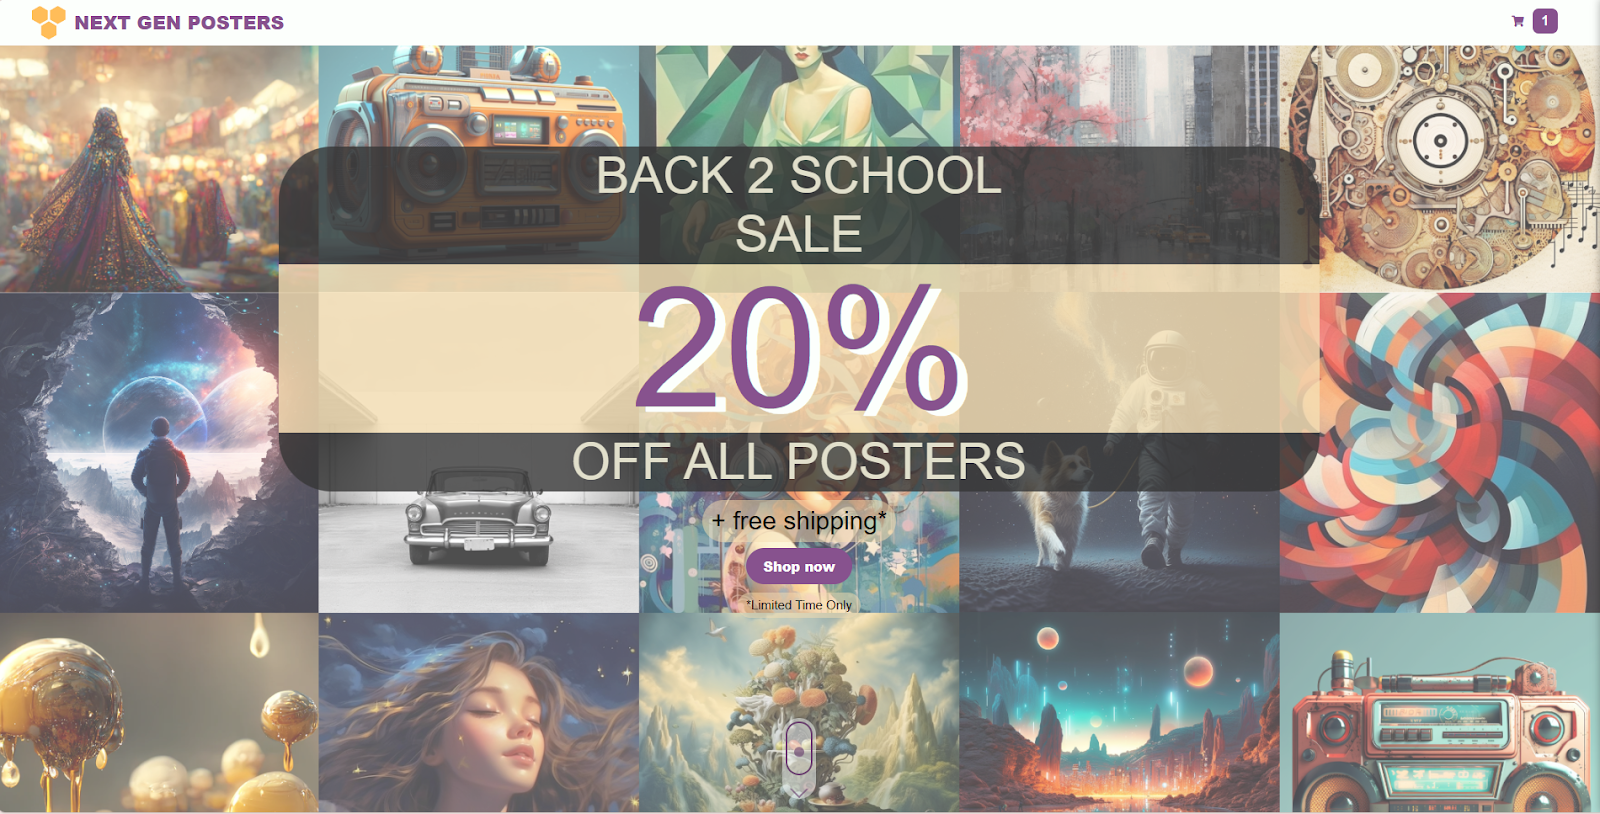 NEXT GEN POSTERS
1
BACK 2 SCHOOL
SALE
20%
OFF ALL POSTERS
+ free shipping*
Shop now
*Limited Time Only